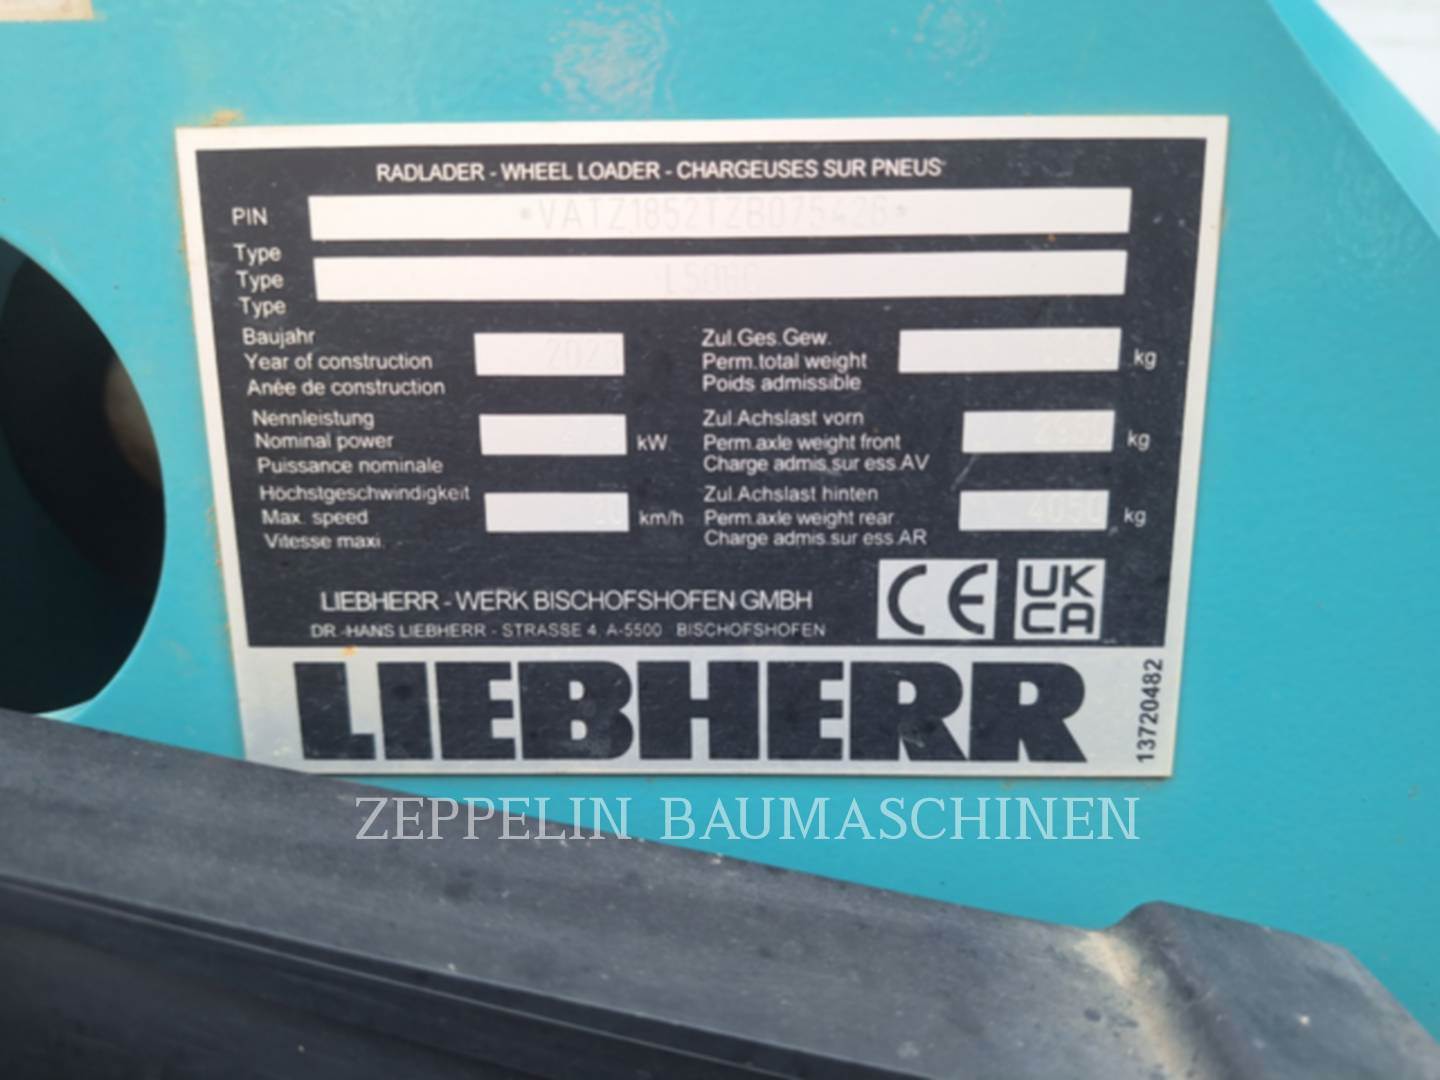 RADLADER - WHEEL LOADER - CHARGEUSES SUR PNEUS
PIN
Type
Type
Type
Baujahr
Year of construction
Anée de construction
Zul.Ges.Gew.
Perm.total weight kg
Poids admissible
Nennleistung
Nominal power kW
Puissance nominale
Zul.Achslast vorn
Perm.axle weight front kg
Charge admis.sur ess.AV
Höchstgeschwindigkeit
Max. speed 20 km/h
Vitesse maxi.
Zul.Achslast hinten
Perm.axle weight rear 4050 kg
Charge admis.sur ess.AR
LIEBHERR - WERK BISCHOFSHOFEN GMBH
DR.-HANS LIEBHERR - STRASSE 4, A-5500 BISCHOFSHOFEN
CE
UK
CA
LIEBHERR
13720482
ZEPPELIN BAUMASCHINEN